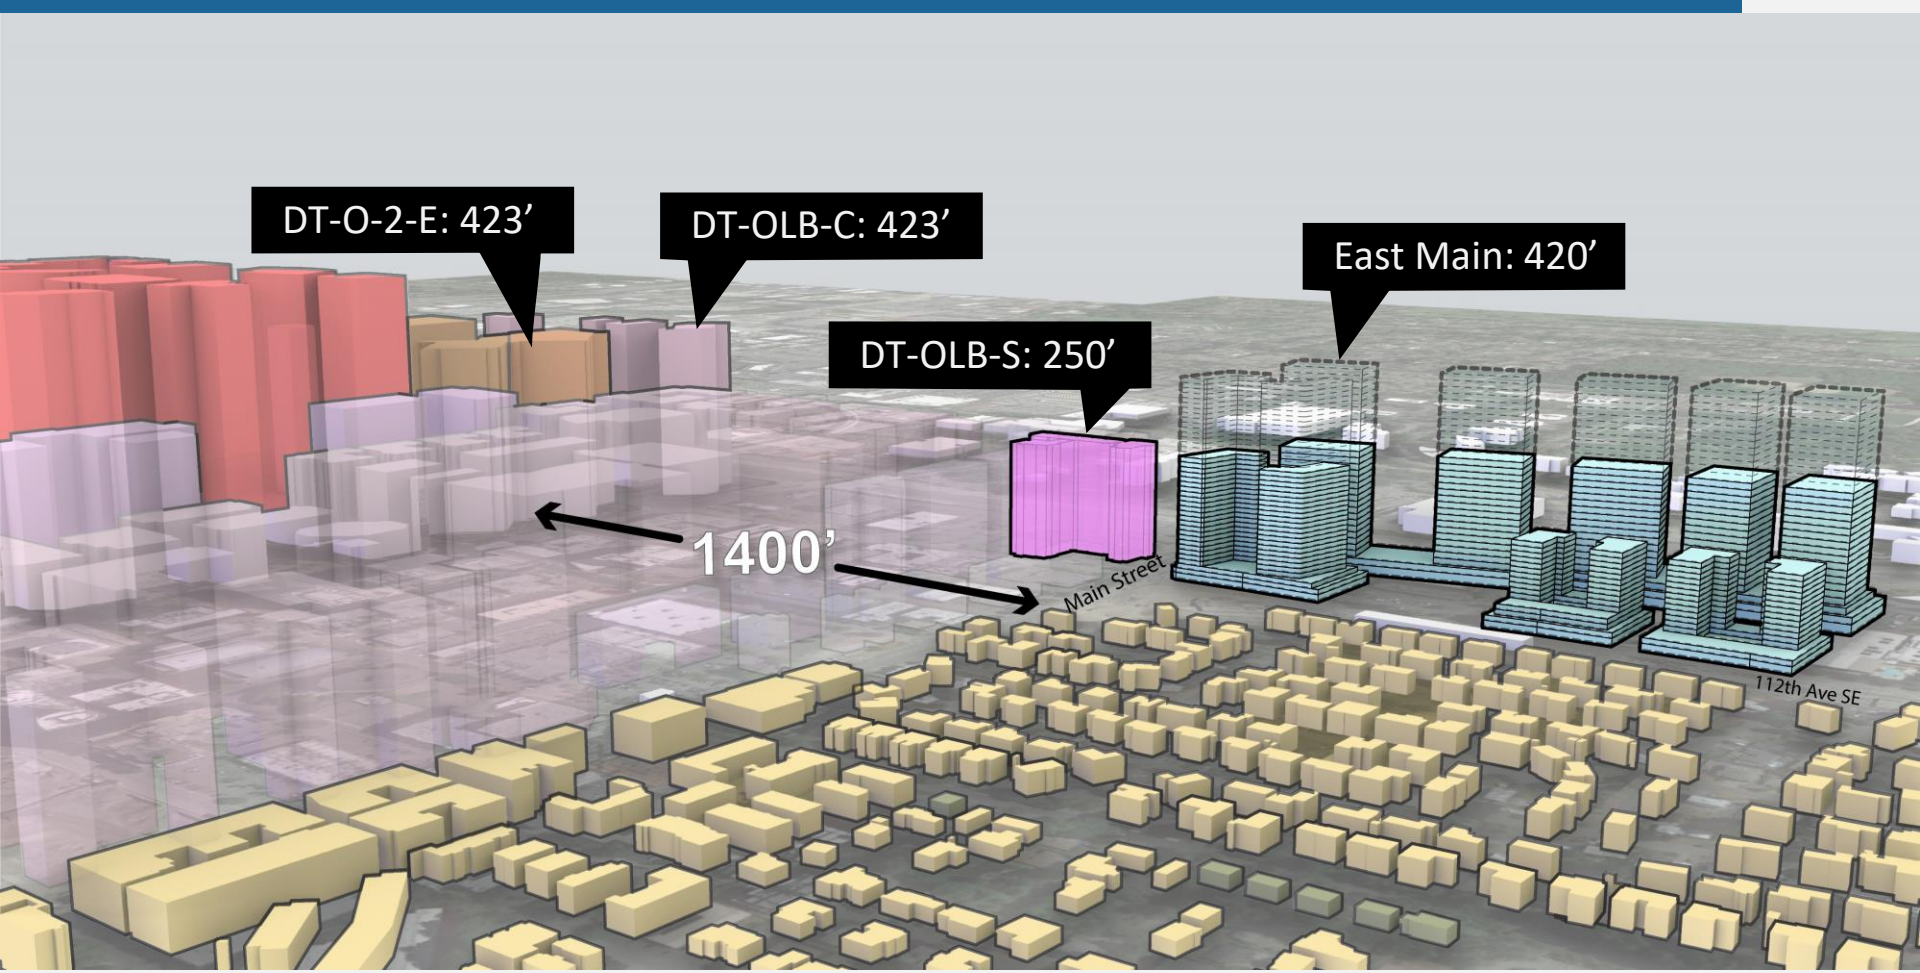 DT-O-2-E: 423’
DT-OLB-C: 423’
East Main: 420’
DT-OLB-S: 250’
1400’
Main Street
112th Ave SE